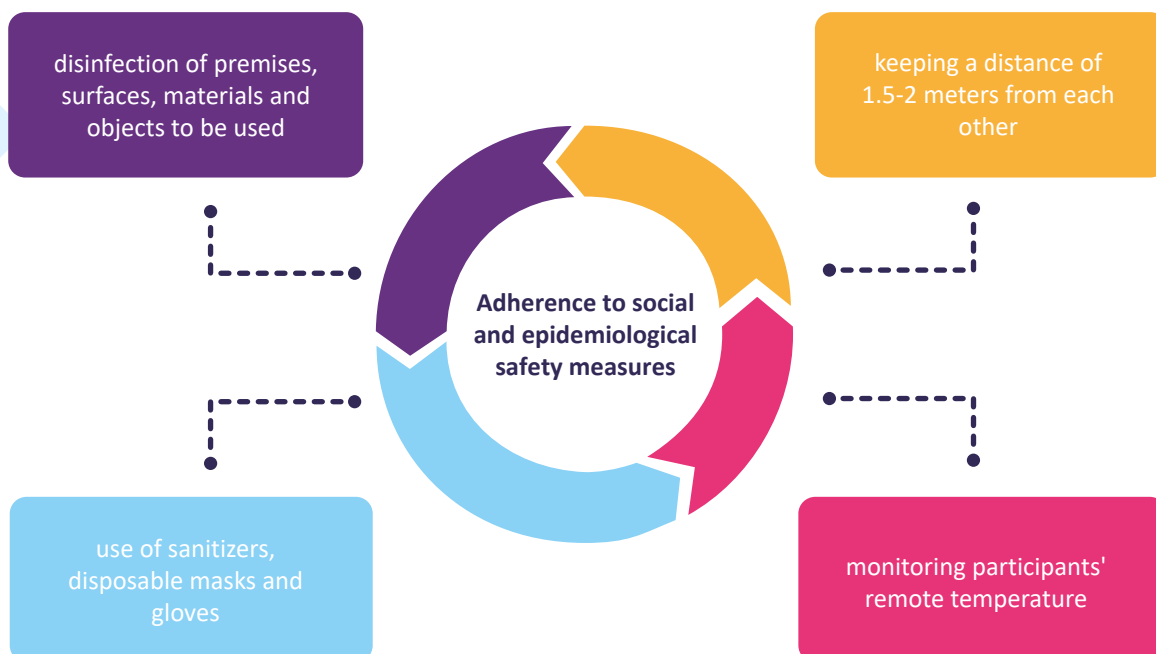 disinfection of premises,
surfaces, materials and
objects to be used
keeping a distance of
1.5-2 meters from each
other
Adherence to social
and epidemiological
safety measures
use of sanitizers,
disposable masks and
gloves
monitoring participants'
remote temperature